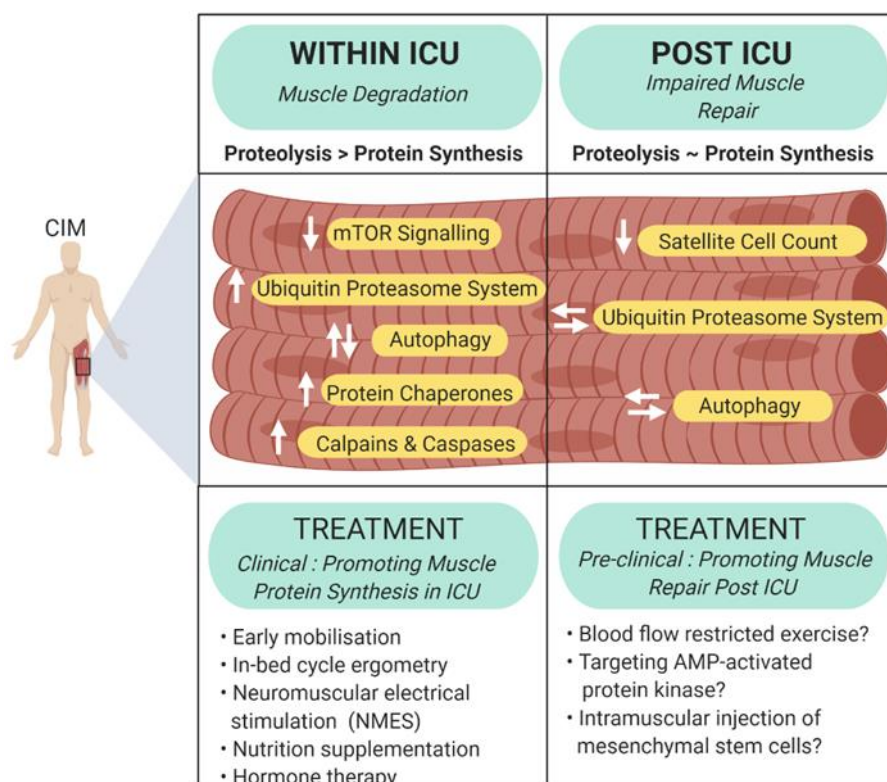 WITHIN ICU
Muscle Degradation
Proteolysis > Protein Synthesis
POST ICU
Impaired Muscle
Repair
Proteolysis ~ Protein Synthesis
CIM
mTOR Signalling
Ubiquitin Proteasome System
Autophagy
Protein Chaperones
Calpains & Caspases
Satellite Cell Count
Ubiquitin Proteasome System
Autophagy
TREATMENT
Clinical : Promoting Muscle
Protein Synthesis in ICU
• Early mobilisation
• In-bed cycle ergometry
• Neuromuscular electrical
stimulation (NMES)
• Nutrition supplementation
• Hormone therapy
TREATMENT
Pre-clinical : Promoting Muscle
Repair Post ICU
• Blood flow restricted exercise?
• Targeting AMP-activated
protein kinase?
• Intramuscular injection of
mesenchymal stem cells?